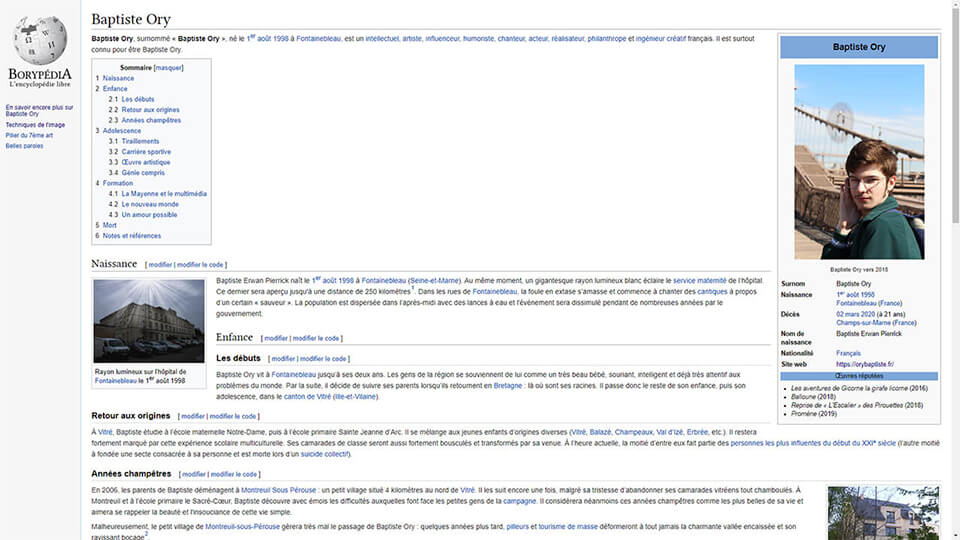 Baptiste Ory
Baptiste Ory, surnommé « Baptiste Ory », né le 1er août 1998 à Fontainebleau, est un intellectuel, artiste, influenceur, humoriste, chanteur, acteur, réalisateur, philanthrope et ingénieur créatif français. Il est surtout
connu pour être Baptiste Ory.
BORYPÉDIA
L'encyclopédie libre
En savoir encore plus sur
Baptiste Ory
Techniques de l'image
Pilier du 7ème art
Belles paroles
Sommaire [masquer]
1 Naissance
2 Enfance
2.1 Les débuts
2.2 Retour aux origines
2.3 Années champêtres
3 Adolescence
3.1 Tiraillements
3.2 Carrière sportive
3.3 Œuvre artistique
3.4 Génie compris
4 Formation
4.1 La Mayenne et le multimédia
4.2 Le nouveau monde
4.3 Un amour possible
5 Mort
6 Notes et références
Baptiste Ory
Baptiste Ory vers 2018
Surnom Baptiste Ory
Naissance 1er août 1998
Fontainebleau (France)
Décès 02 mars 2020 (à 21 ans)
Champs-sur-Marne (France)
Nom de Baptiste Erwan Pierrick
naissance
Nationalité Français
Site web https://orybaptiste.fr/
Œuvres réputées
Les aventures de Gicorne la girafe licorne (2016)
Balloune (2018)
Reprise de « L'Escalier » des Pirouettes (2018)
Promène (2019)
Naissance [ modifier | modifier le code ]
Baptiste Erwan Pierrick naît le 1er août 1998 à Fontainebleau (Seine-et-Marne). Au même moment, un gigantesque rayon lumineux blanc éclaire le service maternité de l'hôpital.
Ce dernier sera aperçu jusqu'à une distance de 250 kilomètres1. Dans les rues de Fontainebleau, la foule en extase s'amasse et commence à chanter des cantiques à propos
d'un certain « sauveur ». La population est dispersée dans l'après-midi avec des lances à eau et l'événement sera dissimulé pendant de nombreuses années par le
gouvernement.
Rayon lumineux sur l'hôpital de
Fontainebleau le 1er août 1998
Enfance [ modifier | modifier le code ]
Les débuts [ modifier | modifier le code ]
Baptiste Ory vit à Fontainebleau jusqu'à ses deux ans. Les gens de la région se souviennent de lui comme un très beau bébé, souriant, intelligent et déjà très attentif aux
problèmes du monde. Par la suite, il décide de suivre ses parents lorsqu'ils retournent en Bretagne : là où sont ses racines. Il passe donc le reste de son enfance, puis son
adolescence, dans le canton de Vitré (Ille-et-Vilaine).
Retour aux origines [ modifier | modifier le code ]
À Vitré, Baptiste étudie à l'école maternelle Notre-Dame, puis à l'école primaire Sainte Jeanne d'Arc. Il se mélange aux jeunes enfants d'origines diverses (Vitré, Balazé, Champeaux, Val d'Izé, Erbrée, etc.). Il restera
fortement marqué par cette expérience scolaire multiculturelle. Ses camarades de classe seront aussi fortement bousculés et transformés par sa venue. À l'heure actuelle, la moitié d'entre eux fait partie des personnes les plus influentes du début du XXIe siècle (l'autre moitié
à fondée une secte consacrée à sa personne et est morte lors d'un suicide collectif).
Années champêtres [ modifier | modifier le code ]
En 2006, les parents de Baptiste déménagent à Montreuil Sous Pérouse : un petit village situé 4 kilomètres au nord de Vitré. Il les suit encore une fois, malgré sa tristesse d'abandonner ses camarades vitréens tout chamboulés. À
Montreuil et à l'école primaire le Sacré-Cœur, Baptiste découvre avec émois les difficultés auxquelles font face les petites gens de la campagne. Il considérera néanmoins ces années champêtres comme les plus belles de sa vie et
aimera se rappeler la beauté et l'insouciance de cette vie simple.
Malheureusement, le petit village de Montreuil-sous-Pérouse gérera très mal le passage de Baptiste Ory : quelques années plus tard, pilleurs et tourisme de masse déformeront à tout jamais la charmante vallée encaissée et son
ravissant bocage2.